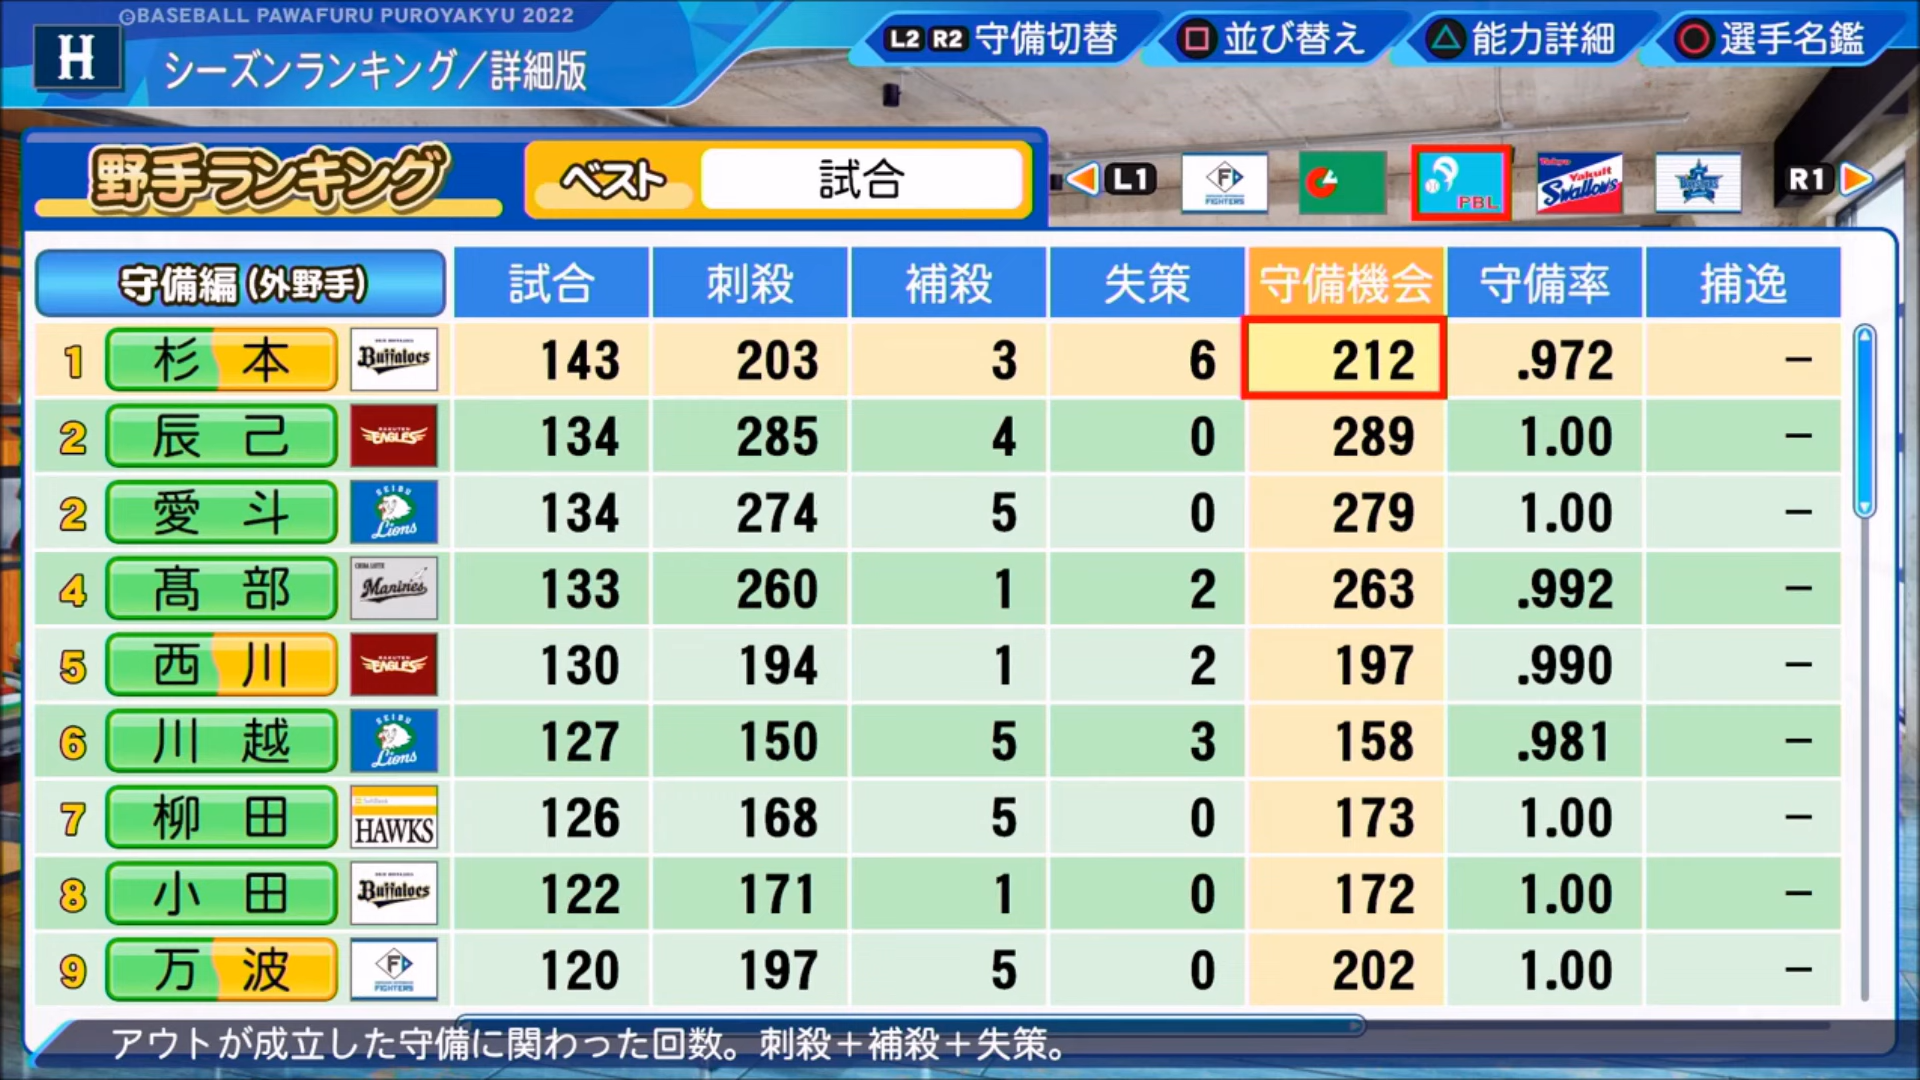 ©BASEBALL PAWAFURU PUROYAKYU 2022
H シーズンランキング／詳細版
L2 R2 守備切替 並び替え 能力詳細 選手名鑑
野手ランキング ベスト 試合 L1 FIGHTERS PBL Yakult Swallows R1
守備編(外野手) 試合 刺殺 補殺 失策 守備機会 守備率 捕逸
1 杉本 Buffaloes 143 203 3 6 212 .972 －
2 辰己 EAGLES 134 285 4 0 289 1.00 －
2 愛斗 SEIBU Lions 134 274 5 0 279 1.00 －
4 髙部 Marines 133 260 1 2 263 .992 －
5 西川 EAGLES 130 194 1 2 197 .990 －
6 川越 SEIBU Lions 127 150 5 3 158 .981 －
7 柳田 HAWKS 126 168 5 0 173 1.00 －
8 小田 Buffaloes 122 171 1 0 172 1.00 －
9 万波 F FIGHTERS 120 197 5 0 202 1.00 －
アウトが成立した守備に関わった回数。刺殺＋補殺＋失策。